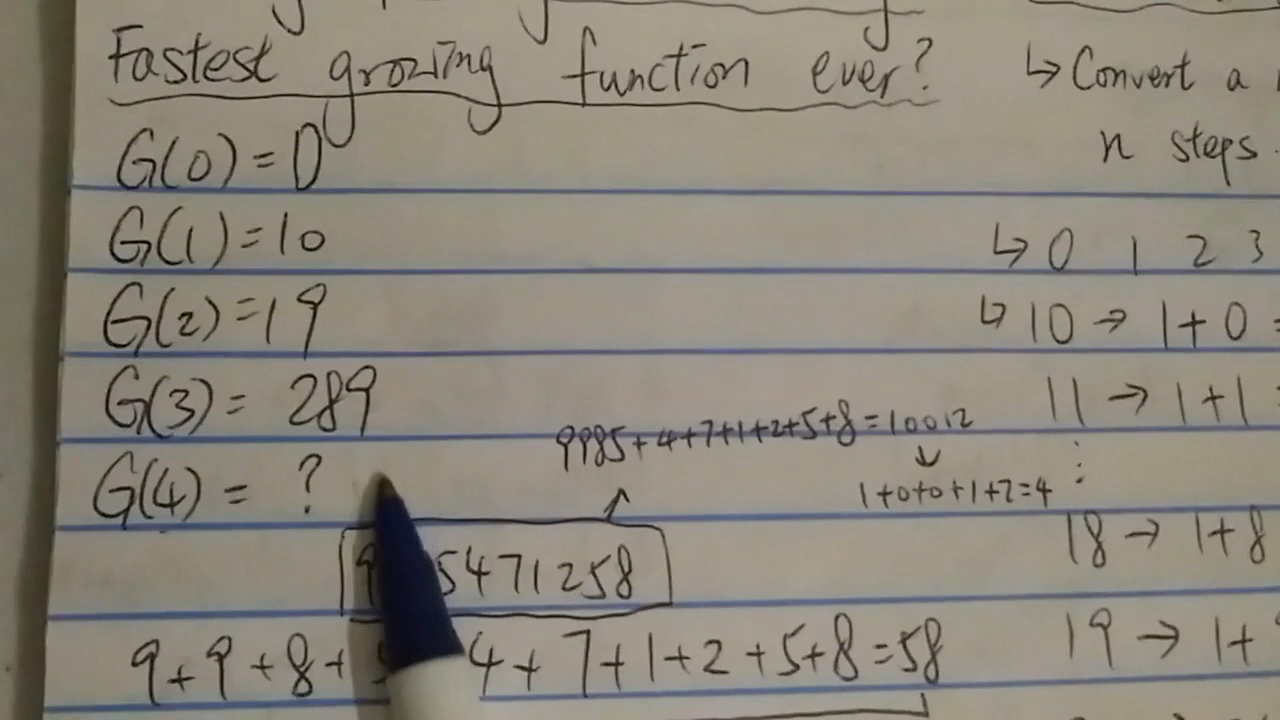 Fastest growing function ever?
G(0) = 0
G(1) = 10
G(2) = 19
G(3) = 289
G(4) = ?
9985+4+7+1+2+5+8=10012
1+0+0+1+2=4
5471258
9+9+8+ 4+7+1+2+5+8=58
↳ Convert a
n steps
↳ 0 1 2 3
↳ 10 → 1+0 =
11 → 1+1
:
18 → 1+8
19 → 1+